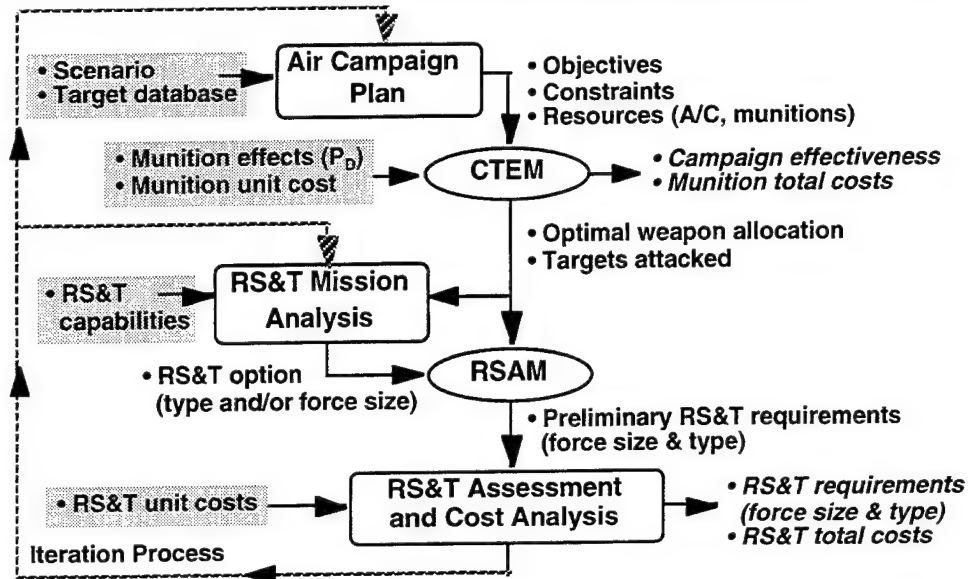 • Scenario
• Target database
Air Campaign
Plan
• Objectives
• Constraints
• Resources (A/C, munitions)
• Munition effects (PD)
• Munition unit cost
CTEM
• Campaign effectiveness
• Munition total costs
• Optimal weapon allocation
• Targets attacked
• RS&T
capabilities
RS&T Mission
Analysis
• RS&T option
(type and/or force size)
RSAM
• Preliminary RS&T requirements
(force size & type)
• RS&T unit costs
RS&T Assessment
and Cost Analysis
• RS&T requirements
(force size & type)
• RS&T total costs
Iteration Process